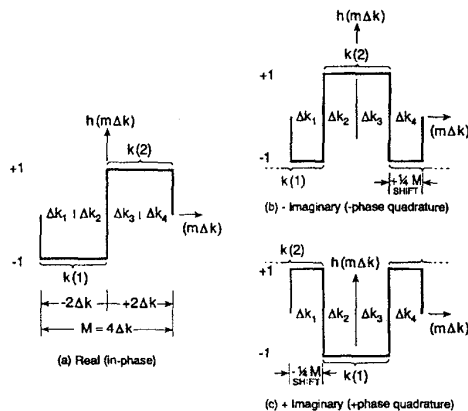 h(mΔk)
k(2)
+1
Δk₁ Δk₂ Δk₃ Δk₄
(mΔk)
-1
k(1)
-2Δk +2Δk
M = 4Δk
(a) Real (in-phase)
h(mΔk)
k(2)
+1
Δk₁ Δk₂ Δk₃ Δk₄
(mΔk)
-1
k(1)
+¼ M
SHIFT
(b) - Imaginary (-phase quadrature)
k(2)
+1
h(mΔk)
Δk₁ Δk₂ Δk₃ Δk₄
(mΔk)
-1
-¼ M
SHIFT
k(1)
(c) + Imaginary (+phase quadrature)